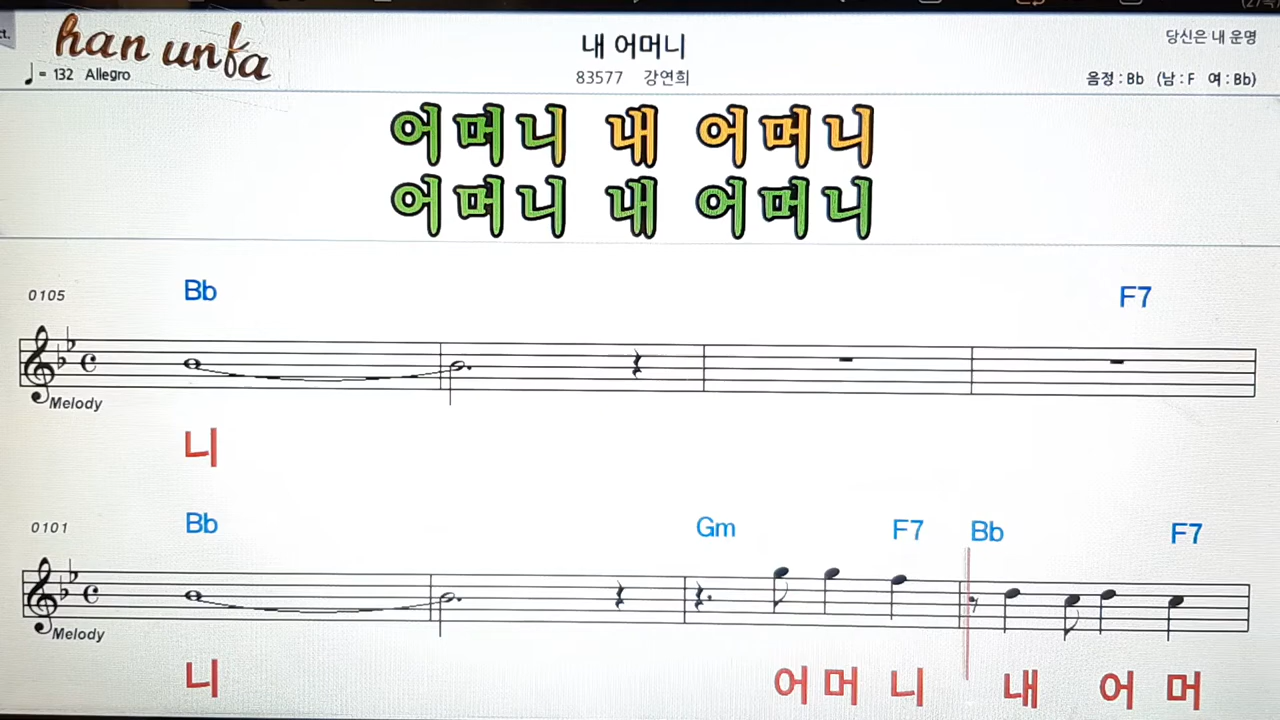 han unfa
내 어머니
당신은 내 운명
♩= 132 Allegro
83577 강연희
음정 : Bb (남 : F 여 : Bb)
어머니 내 어머니
어머니 내 어머니
0105 Bb F7
Melody
니
0101 Bb Gm F7 Bb F7
Melody
니 어 머 니 내 어 머